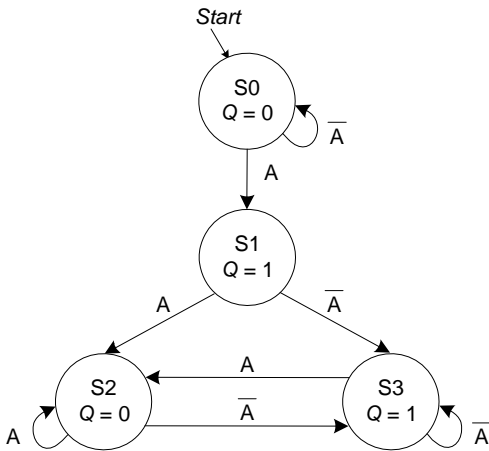 Start
S0
Q = 0
A̅
A
S1
Q = 1
A
A̅
S2
Q = 0
A
A̅
S3
Q = 1
A
A̅